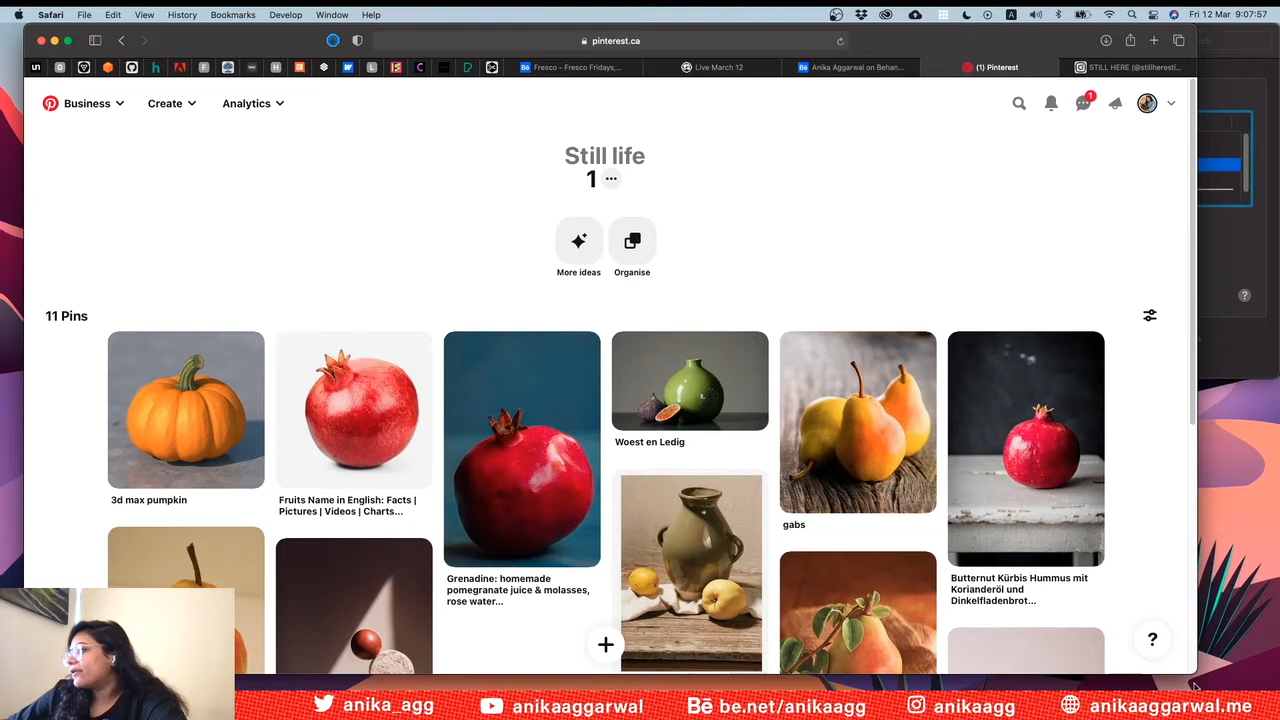 Safari File Edit View History Bookmarks Develop Window Help Fri 12 Mar 9:07:57
pinterest.ca
Fresco - Fresco Fridays,... Live March 12 Anika Aggarwal on Behan... (1) Pinterest STILL HERE (@stillheresti...
Business Create Analytics 1
Still life
1
More ideas Organise
11 Pins
3d max pumpkin
Fruits Name in English: Facts |
Pictures | Videos | Charts...
Grenadine: homemade
pomegranate juice & molasses,
rose water...
Woest en Ledig
gabs
Butternut Kürbis Hummus mit
Korianderöl und
Dinkelfladenbrot...
+
?
?
anika_agg anikaaggarwal Bē be.net/anikaagg anikaagg anikaaggarwal.me